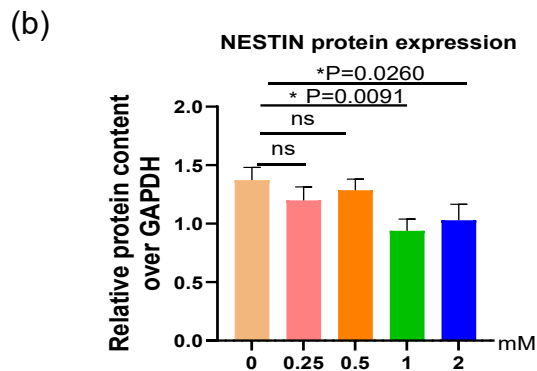 (b)
NESTIN protein expression
*P=0.0260
* P=0.0091
ns
ns
Relative protein content
over GAPDH
2.0
1.5
1.0
0.5
0.0
0 0.25 0.5 1 2 mM